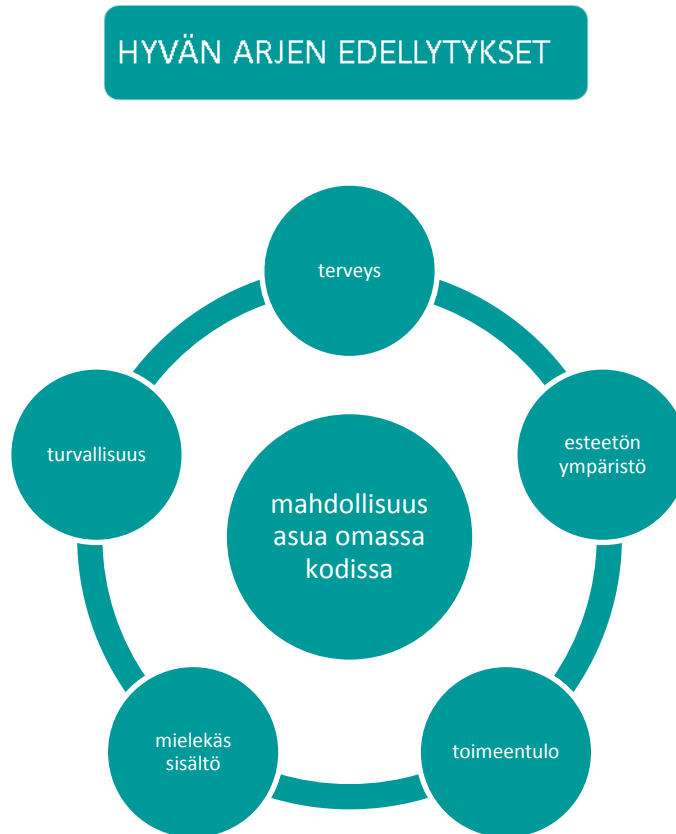 HYVÄN ARJEN EDELLYTYKSET
terveys
esteetön
ympäristö
turvallisuus
mahdollisuus
asua omassa
kodissa
mielekäs
sisältö
toimeentulo